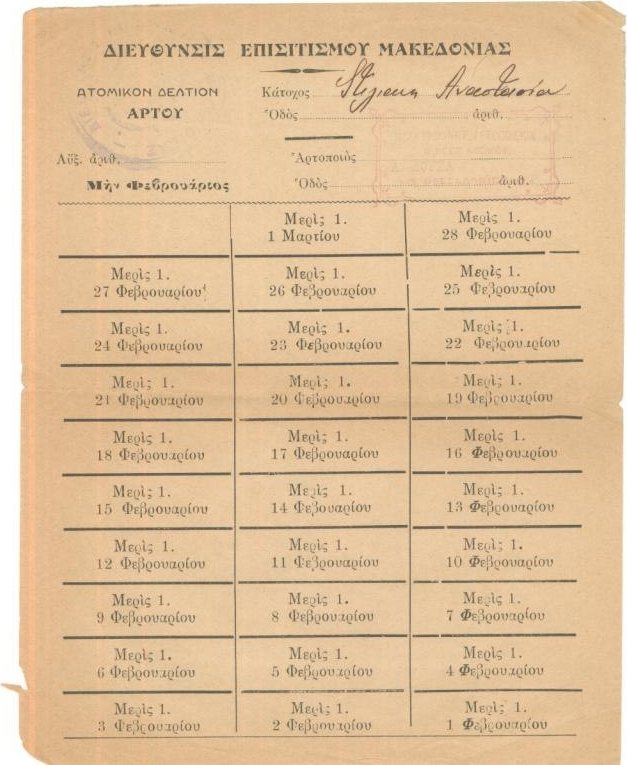 ΔΙΕΥΘΥΝΣΙΣ ΕΠΙΣΙΤΙΣΜΟΥ ΜΑΚΕΔΟΝΙΑΣ
ΑΤΟΜΙΚΟΝ ΔΕΛΤΙΟΝ
ΑΡΤΟΥ
Κάτοχος Αναστασία
Ὁδὸς ἀριθ.
Αὔξ. ἀριθ.
Ἀρτοποιὸς
Μὴν Φεβρουάριος
Ὁδὸς ἀριθ.
Μερὶς 1.
1 Μαρτίου
Μερὶς 1.
28 Φεβρουαρίου
Μερὶς 1.
27 Φεβρουαρίου
Μερὶς 1.
26 Φεβρουαρίου
Μερὶς 1.
25 Φεβρουαρίου
Μερὶς 1.
24 Φεβρουαρίου
Μερὶς 1.
23 Φεβρουαρίου
Μερὶς 1.
22 Φεβρουαρίου
Μερὶς 1.
21 Φεβρουαρίου
Μερὶς 1.
20 Φεβρουαρίου
Μερὶς 1.
19 Φεβρουαρίου
Μερὶς 1.
18 Φεβρουαρίου
Μερὶς 1.
17 Φεβρουαρίου
Μερὶς 1.
16 Φεβρουαρίου
Μερὶς 1.
15 Φεβρουαρίου
Μερὶς 1.
14 Φεβρουαρίου
Μερὶς 1.
13 Φεβρουαρίου
Μερὶς 1.
12 Φεβρουαρίου
Μερὶς 1.
11 Φεβρουαρίου
Μερὶς 1.
10 Φεβρουαρίου
Μερὶς 1.
9 Φεβρουαρίου
Μερὶς 1.
8 Φεβρουαρίου
Μερὶς 1.
7 Φεβρουαρίου
Μερὶς 1.
6 Φεβρουαρίου
Μερὶς 1.
5 Φεβρουαρίου
Μερὶς 1.
4 Φεβρουαρίου
Μερὶς 1.
3 Φεβρουαρίου
Μερὶς 1.
2 Φεβρουαρίου
Μερὶς 1.
1 Φεβρουαρίου